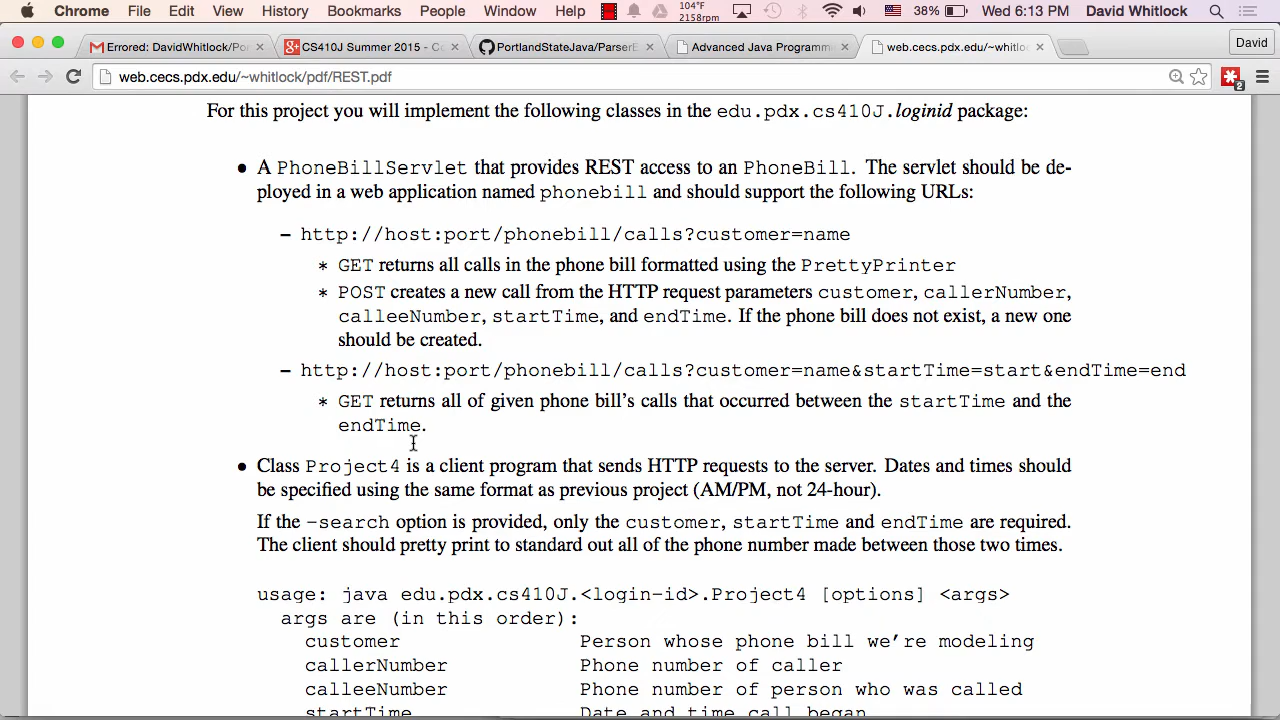 Chrome File Edit View History Bookmarks People Window Help 104°F 2158rpm 38% Wed 6:13 PM David Whitlock
Errored: DavidWhitlock/Por CS410J Summer 2015 - C PortlandStateJava/ParserE Advanced Java Programm web.cecs.pdx.edu/~whitloc David
web.cecs.pdx.edu/~whitlock/pdf/REST.pdf 2
For this project you will implement the following classes in the edu.pdx.cs410J.loginid package:
• A PhoneBillServlet that provides REST access to an PhoneBill. The servlet should be de-
ployed in a web application named phonebill and should support the following URLs:
– http://host:port/phonebill/calls?customer=name
* GET returns all calls in the phone bill formatted using the PrettyPrinter
* POST creates a new call from the HTTP request parameters customer, callerNumber,
calleeNumber, startTime, and endTime. If the phone bill does not exist, a new one
should be created.
– http://host:port/phonebill/calls?customer=name&startTime=start&endTime=end
* GET returns all of given phone bill's calls that occurred between the startTime and the
endTime.
• Class Project4 is a client program that sends HTTP requests to the server. Dates and times should
be specified using the same format as previous project (AM/PM, not 24-hour).
If the -search option is provided, only the customer, startTime and endTime are required.
The client should pretty print to standard out all of the phone number made between those two times.
usage: java edu.pdx.cs410J.<login-id>.Project4 [options] <args>
args are (in this order):
customer Person whose phone bill we're modeling
callerNumber Phone number of caller
calleeNumber Phone number of person who was called
startTime Date and time call began